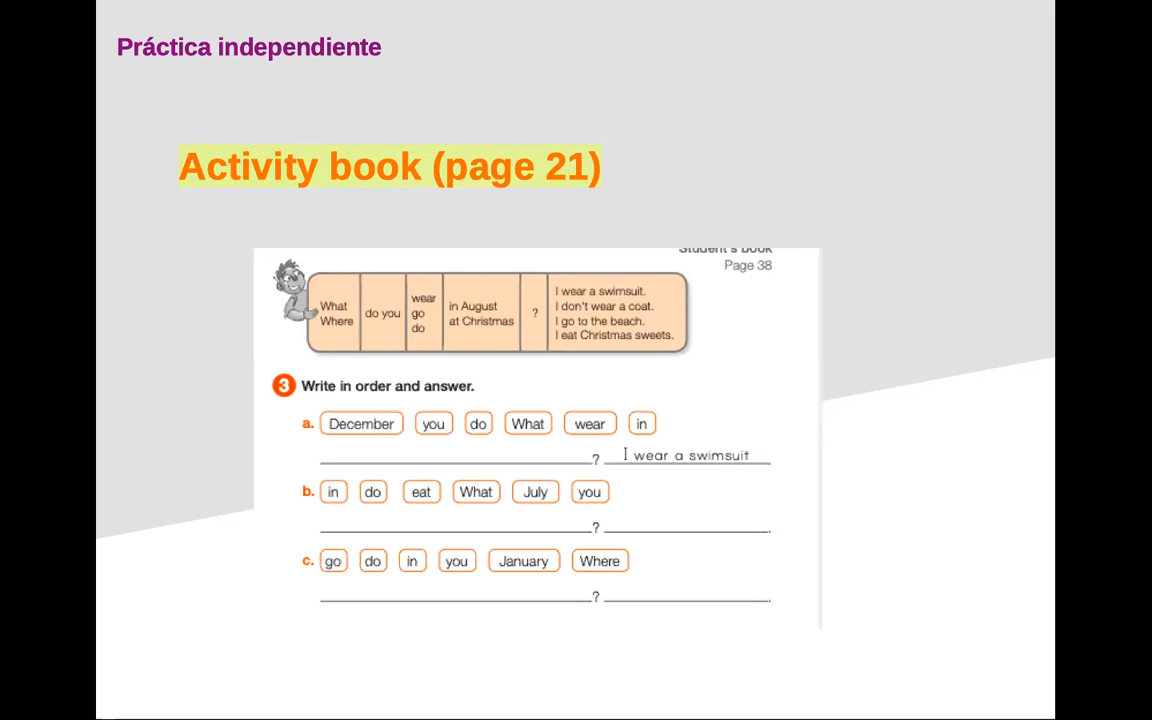 Práctica independiente
Activity book (page 21)
Student's Book
Page 38
What
Where
do you
wear
go
do
in August
at Christmas
?
I wear a swimsuit.
I don't wear a coat.
I go to the beach.
I eat Christmas sweets.
3 Write in order and answer.
a. December you do What wear in
? I wear a swimsuit .
b. in do eat What July you
? .
c. go do in you January Where
? .